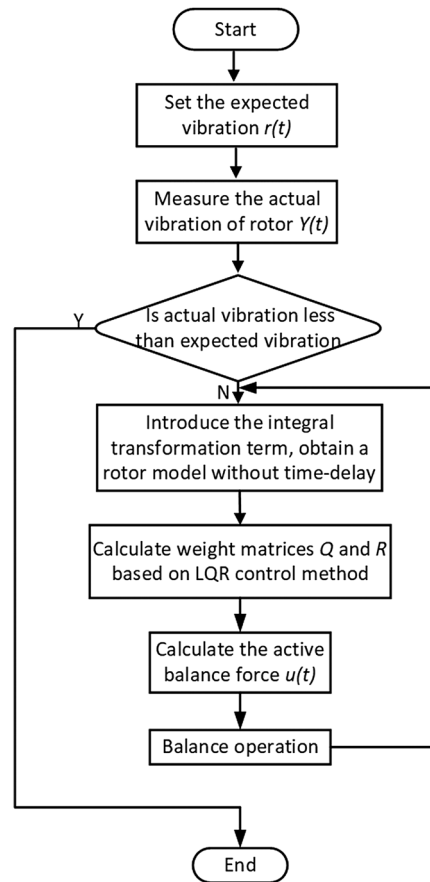 Start
Set the expected
vibration r(t)
Measure the actual
vibration of rotor Y(t)
Is actual vibration less
than expected vibration
Y
N
Introduce the integral
transformation term, obtain a
rotor model without time-delay
Calculate weight matrices Q and R
based on LQR control method
Calculate the active
balance force u(t)
Balance operation
End